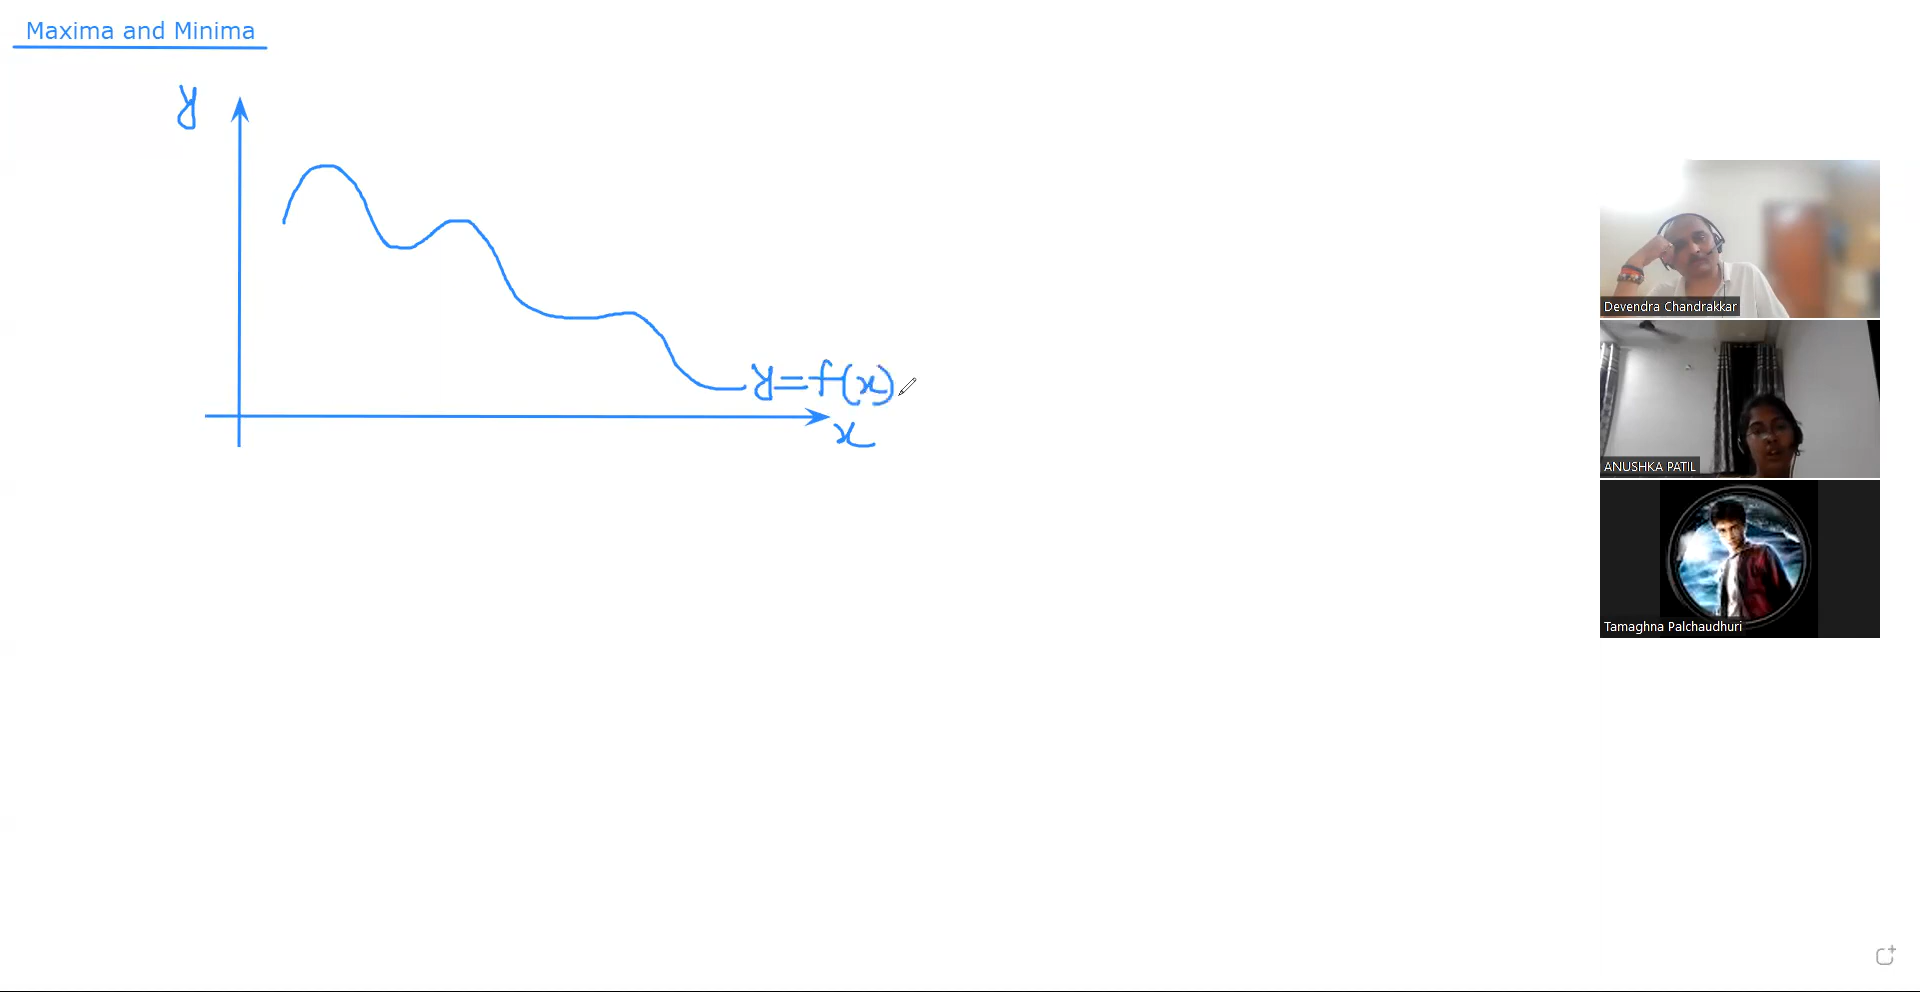 Maxima and Minima
y
y=f(x)
x
Devendra Chandrakkar
ANUSHKA PATIL
Tamaghna Palchaudhuri